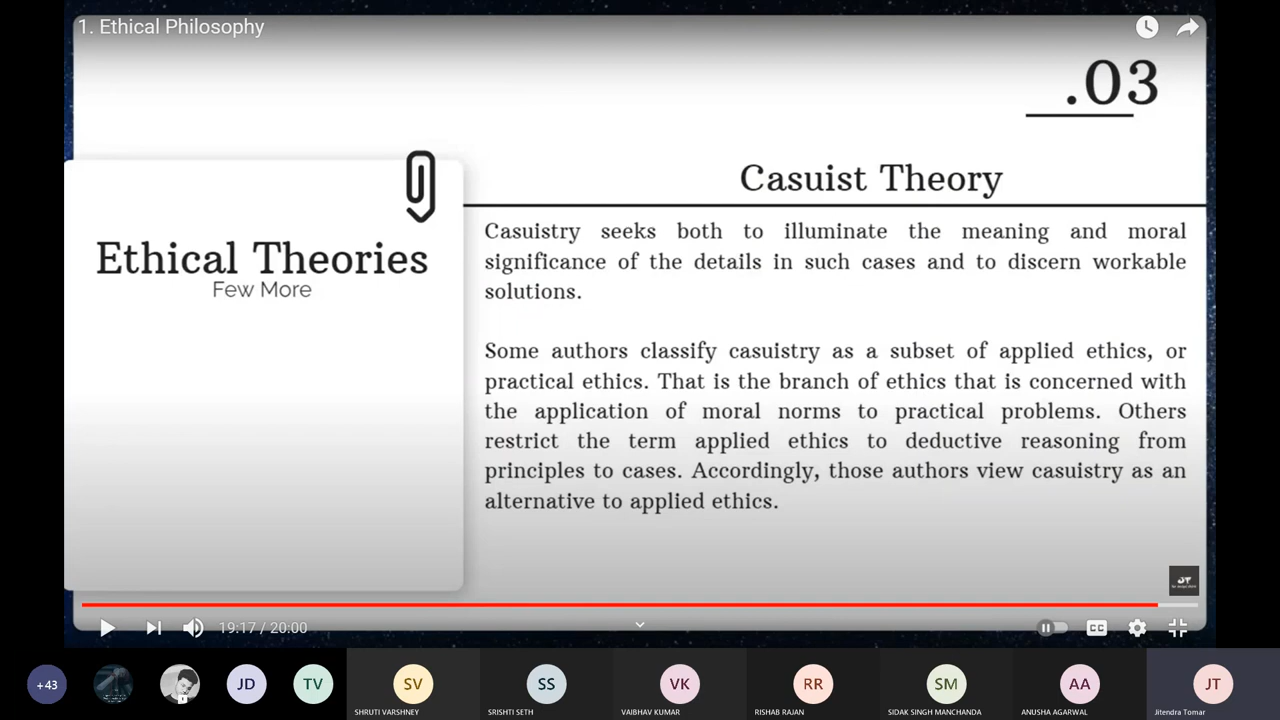 1. Ethical Philosophy
.03
Casuist Theory
Ethical Theories
Few More
Casuistry seeks both to illuminate the meaning and moral
significance of the details in such cases and to discern workable
solutions.
Some authors classify casuistry as a subset of applied ethics, or
practical ethics. That is the branch of ethics that is concerned with
the application of moral norms to practical problems. Others
restrict the term applied ethics to deductive reasoning from
principles to cases. Accordingly, those authors view casuistry as an
alternative to applied ethics.
19:17 / 20:00
CC
+43
JD
TV
SV
SS
VK
RR
SM
AA
JT
SHRUTI VARSHNEY
SRISHTI SETH
VAIBHAV KUMAR
RISHAB RAJAN
SIDAK SINGH MANCHANDA
ANUSHA AGARWAL
Jitendra Tomar